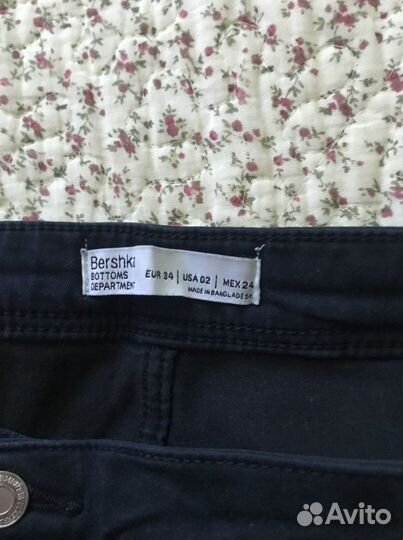 Bershka
BOTTOMS
DEPARTMENT
EUR 34 | USA 02 | MEX 24
MADE IN BANGLADESH
Avito